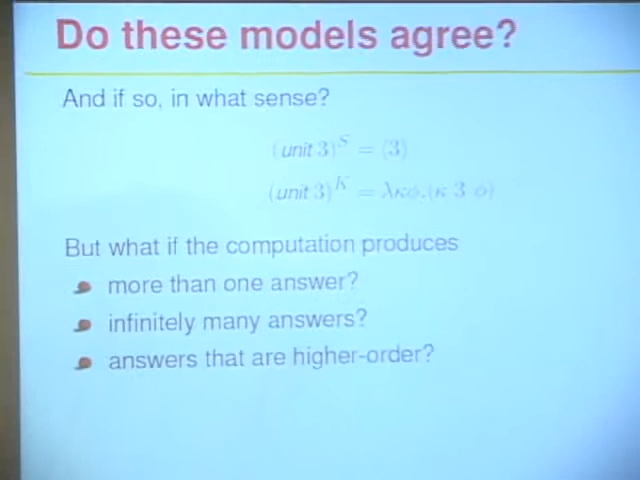 Do these models agree?
And if so, in what sense?
(unit 3)^S = (3)
(unit 3)^K = λκφ.(κ 3 φ)
But what if the computation produces
more than one answer?
infinitely many answers?
answers that are higher-order?